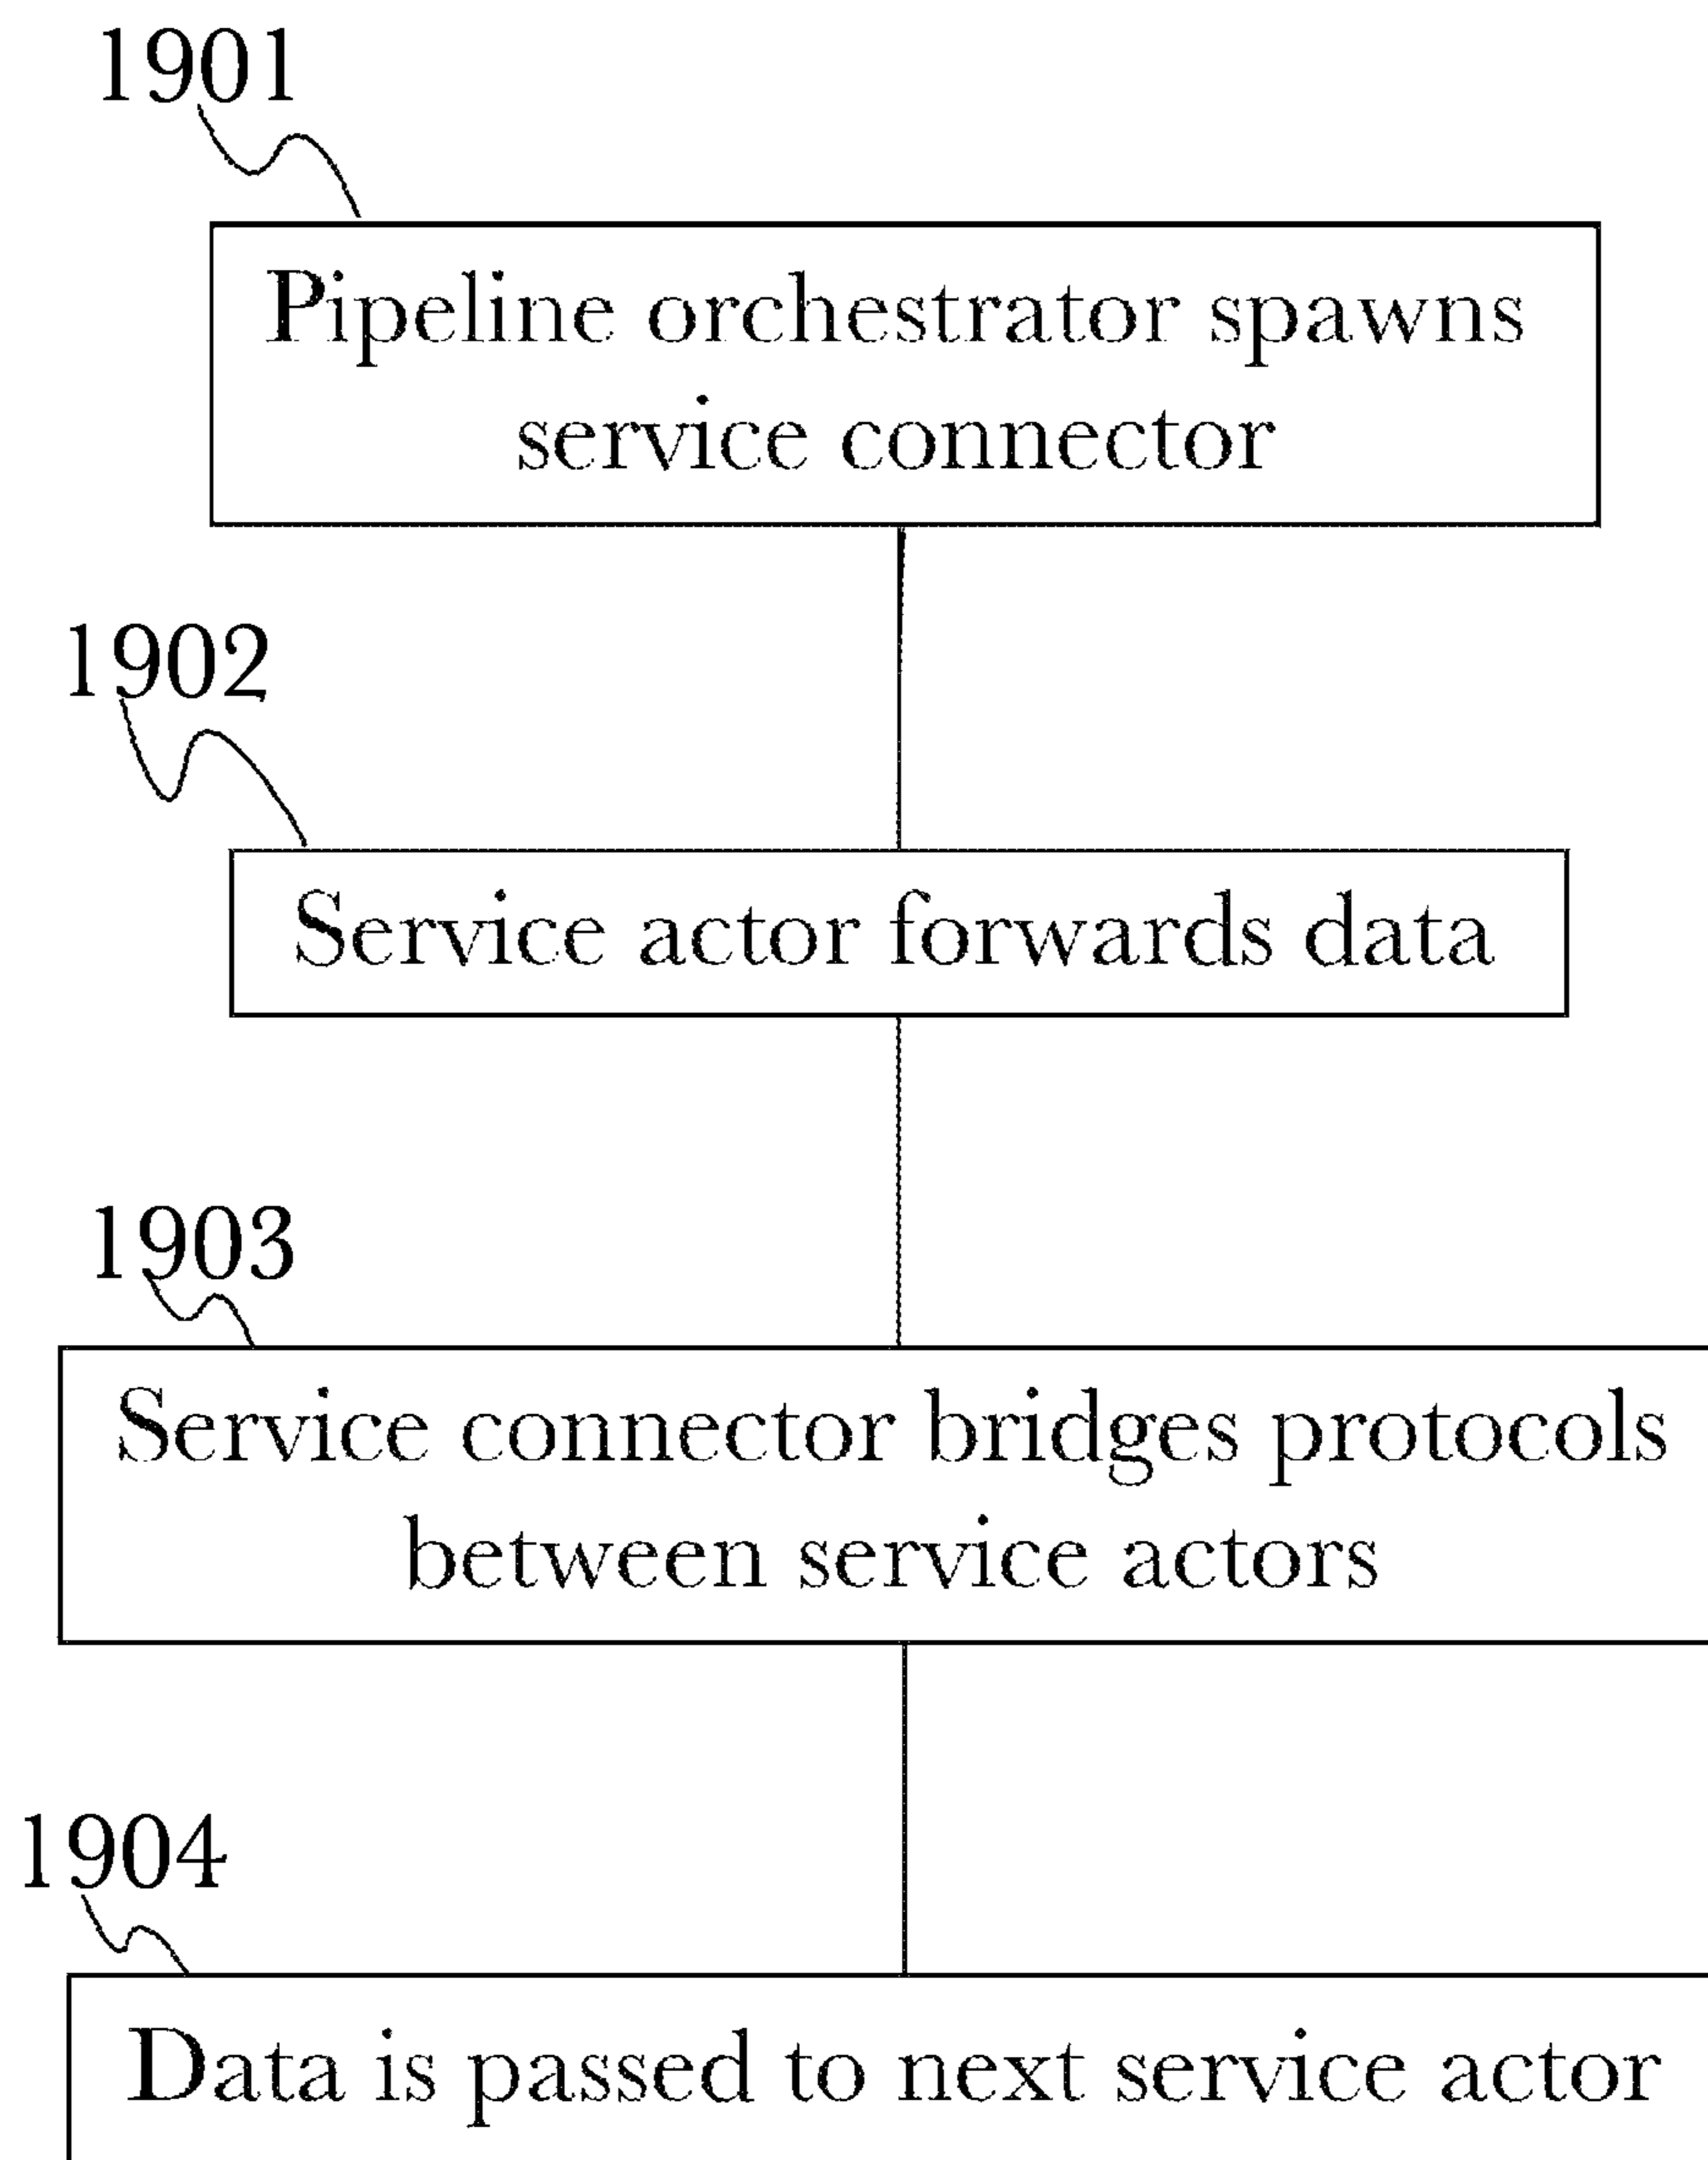 1901
Pipeline orchestrator spawns
service connector
1902
Service actor forwards data
1903
Service connector bridges protocols
between service actors
1904
Data is passed to next service actor